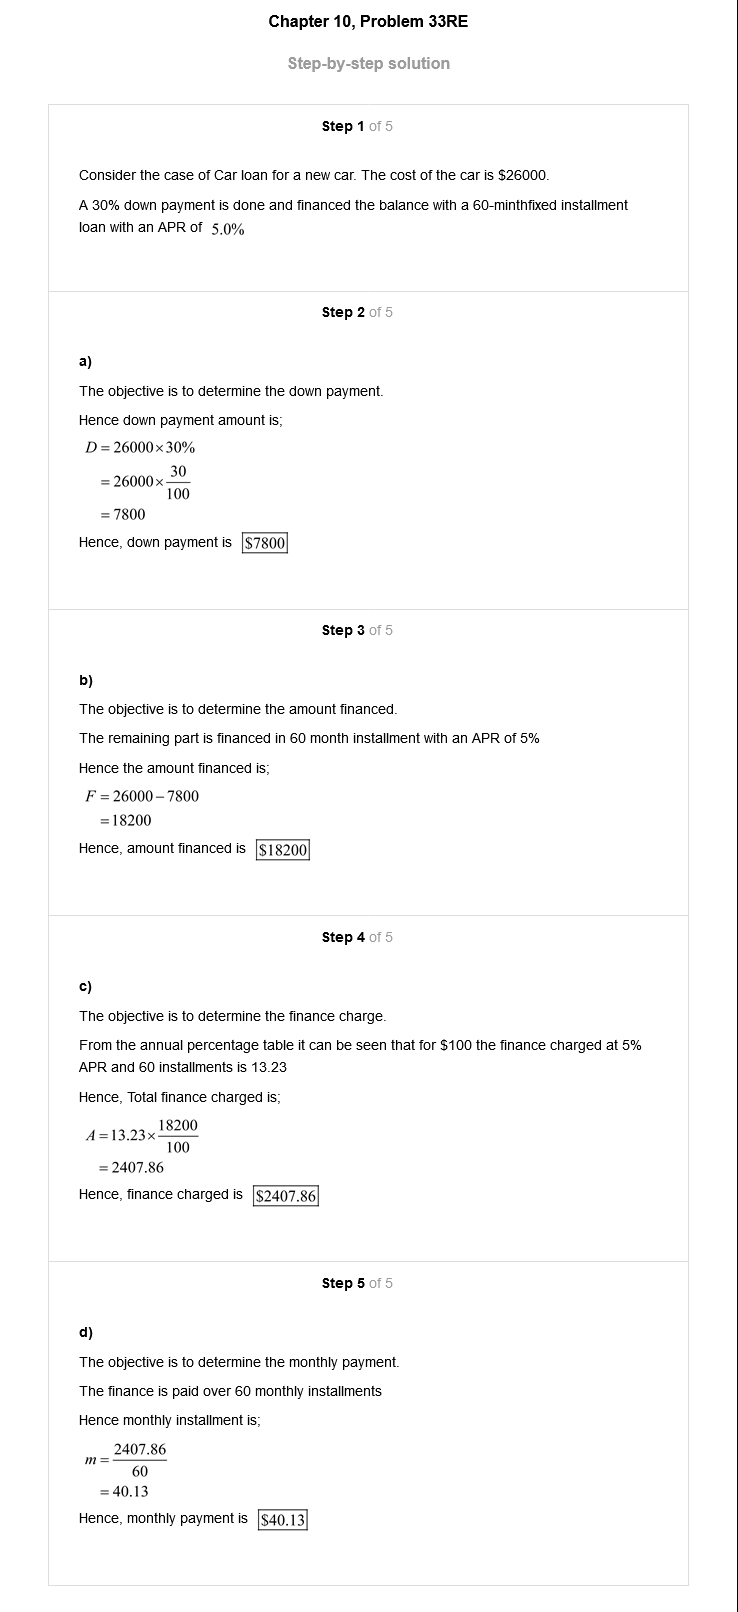 Chapter 10, Problem 33RE
Step-by-step solution
Step 1 of 5
Consider the case of Car loan for a new car. The cost of the car is $26000.
A 30% down payment is done and financed the balance with a 60-minthfixed installment
loan with an APR of 5.0%
Step 2 of 5
a)
The objective is to determine the down payment.
Hence down payment amount is;
D = 26000×30%
= 26000× 30/100
= 7800
Hence, down payment is $7800
Step 3 of 5
b)
The objective is to determine the amount financed.
The remaining part is financed in 60 month installment with an APR of 5%
Hence the amount financed is;
F = 26000 – 7800
= 18200
Hence, amount financed is $18200
Step 4 of 5
c)
The objective is to determine the finance charge.
From the annual percentage table it can be seen that for $100 the finance charged at 5%
APR and 60 installments is 13.23
Hence, Total finance charged is;
A = 13.23× 18200/100
= 2407.86
Hence, finance charged is $2407.86
Step 5 of 5
d)
The objective is to determine the monthly payment.
The finance is paid over 60 monthly installments
Hence monthly installment is;
m = 2407.86/60
= 40.13
Hence, monthly payment is $40.13